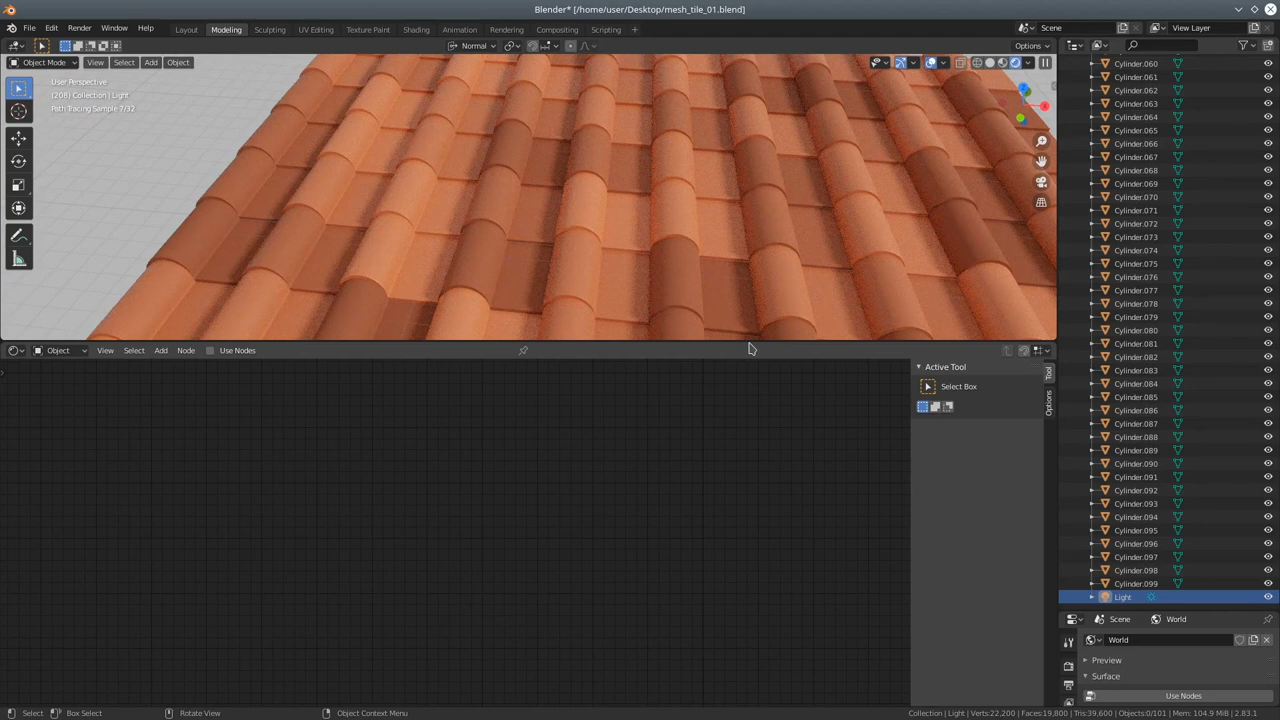 Blender* [/home/user/Desktop/mesh_tile_01.blend]
File Edit Render Window Help Layout Modeling Sculpting UV Editing Texture Paint Shading Animation Rendering Compositing Scripting + Scene View Layer
Normal Options
Object Mode View Select Add Object
User Perspective
(208) Collection | Light
Path Tracing Sample 7/32
Cylinder.060
Cylinder.061
Cylinder.062
Cylinder.063
Cylinder.064
Cylinder.065
Cylinder.066
Cylinder.067
Cylinder.068
Cylinder.069
Cylinder.070
Cylinder.071
Cylinder.072
Cylinder.073
Cylinder.074
Cylinder.075
Cylinder.076
Cylinder.077
Cylinder.078
Cylinder.079
Cylinder.080
Cylinder.081
Cylinder.082
Cylinder.083
Cylinder.084
Cylinder.085
Cylinder.086
Cylinder.087
Cylinder.088
Cylinder.089
Cylinder.090
Cylinder.091
Cylinder.092
Cylinder.093
Cylinder.094
Cylinder.095
Cylinder.096
Cylinder.097
Cylinder.098
Cylinder.099
Light
Object View Select Add Node Use Nodes
Active Tool
Select Box
Tool
Options
Scene World
World
Preview
Surface
Use Nodes
Select Box Select Rotate View Object Context Menu Collection | Light | Verts:22,200 | Faces:19,800 | Tris:39,600 | Objects:0/101 | Mem: 104.9 MiB | 2.83.1